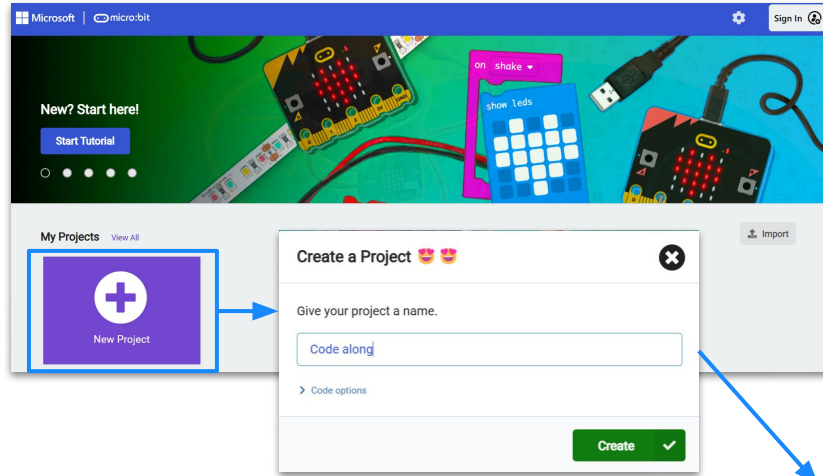 Microsoft | micro:bit
Sign In
on shake
show leds
New? Start here!
Start Tutorial
My Projects View All
Import
New Project
Create a Project 😍 😍
Give your project a name.
Code along
Code options
Create